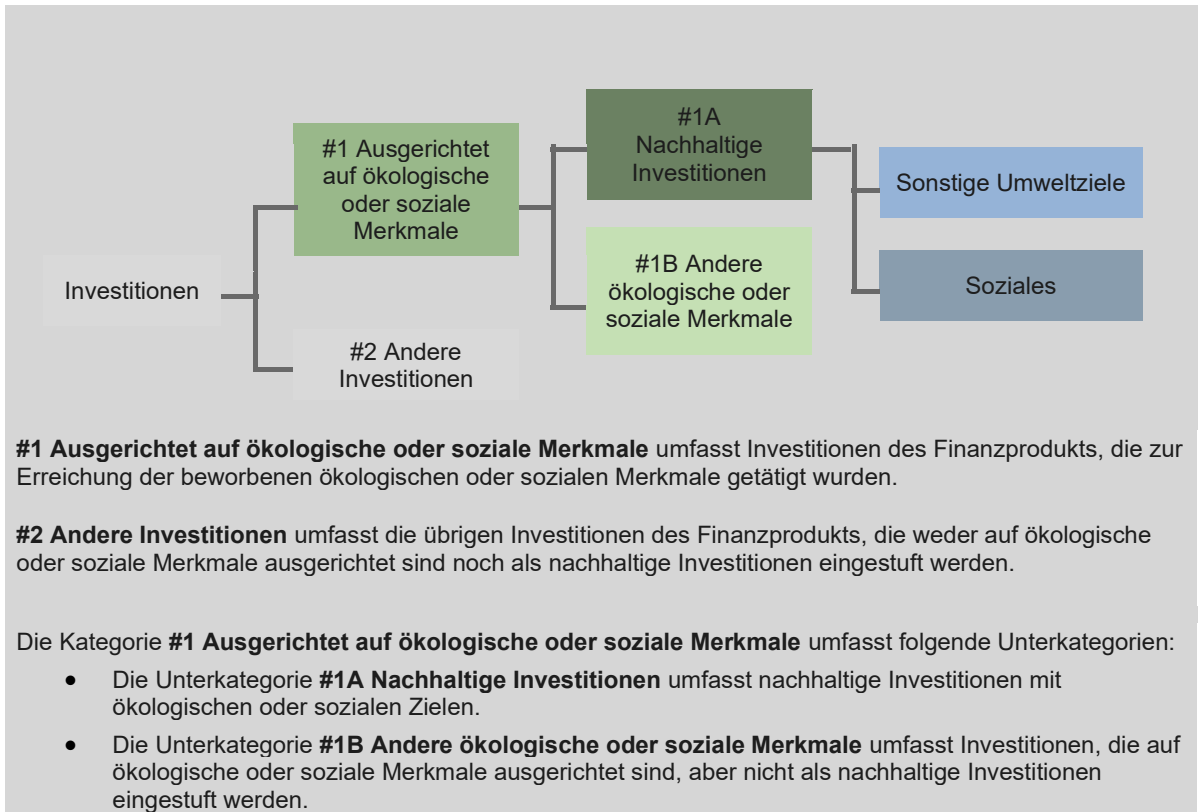 #1A
Nachhaltige
Investitionen
#1 Ausgerichtet
auf ökologische
oder soziale
Merkmale
Sonstige Umweltziele
#1B Andere
ökologische oder
soziale Merkmale
Soziales
Investitionen
#2 Andere
Investitionen
#1 Ausgerichtet auf ökologische oder soziale Merkmale umfasst Investitionen des Finanzprodukts, die zur
Erreichung der beworbenen ökologischen oder sozialen Merkmale getätigt wurden.
#2 Andere Investitionen umfasst die übrigen Investitionen des Finanzprodukts, die weder auf ökologische
oder soziale Merkmale ausgerichtet sind noch als nachhaltige Investitionen eingestuft werden.
Die Kategorie #1 Ausgerichtet auf ökologische oder soziale Merkmale umfasst folgende Unterkategorien:
• Die Unterkategorie #1A Nachhaltige Investitionen umfasst nachhaltige Investitionen mit
ökologischen oder sozialen Zielen.
• Die Unterkategorie #1B Andere ökologische oder soziale Merkmale umfasst Investitionen, die auf
ökologische oder soziale Merkmale ausgerichtet sind, aber nicht als nachhaltige Investitionen
eingestuft werden.